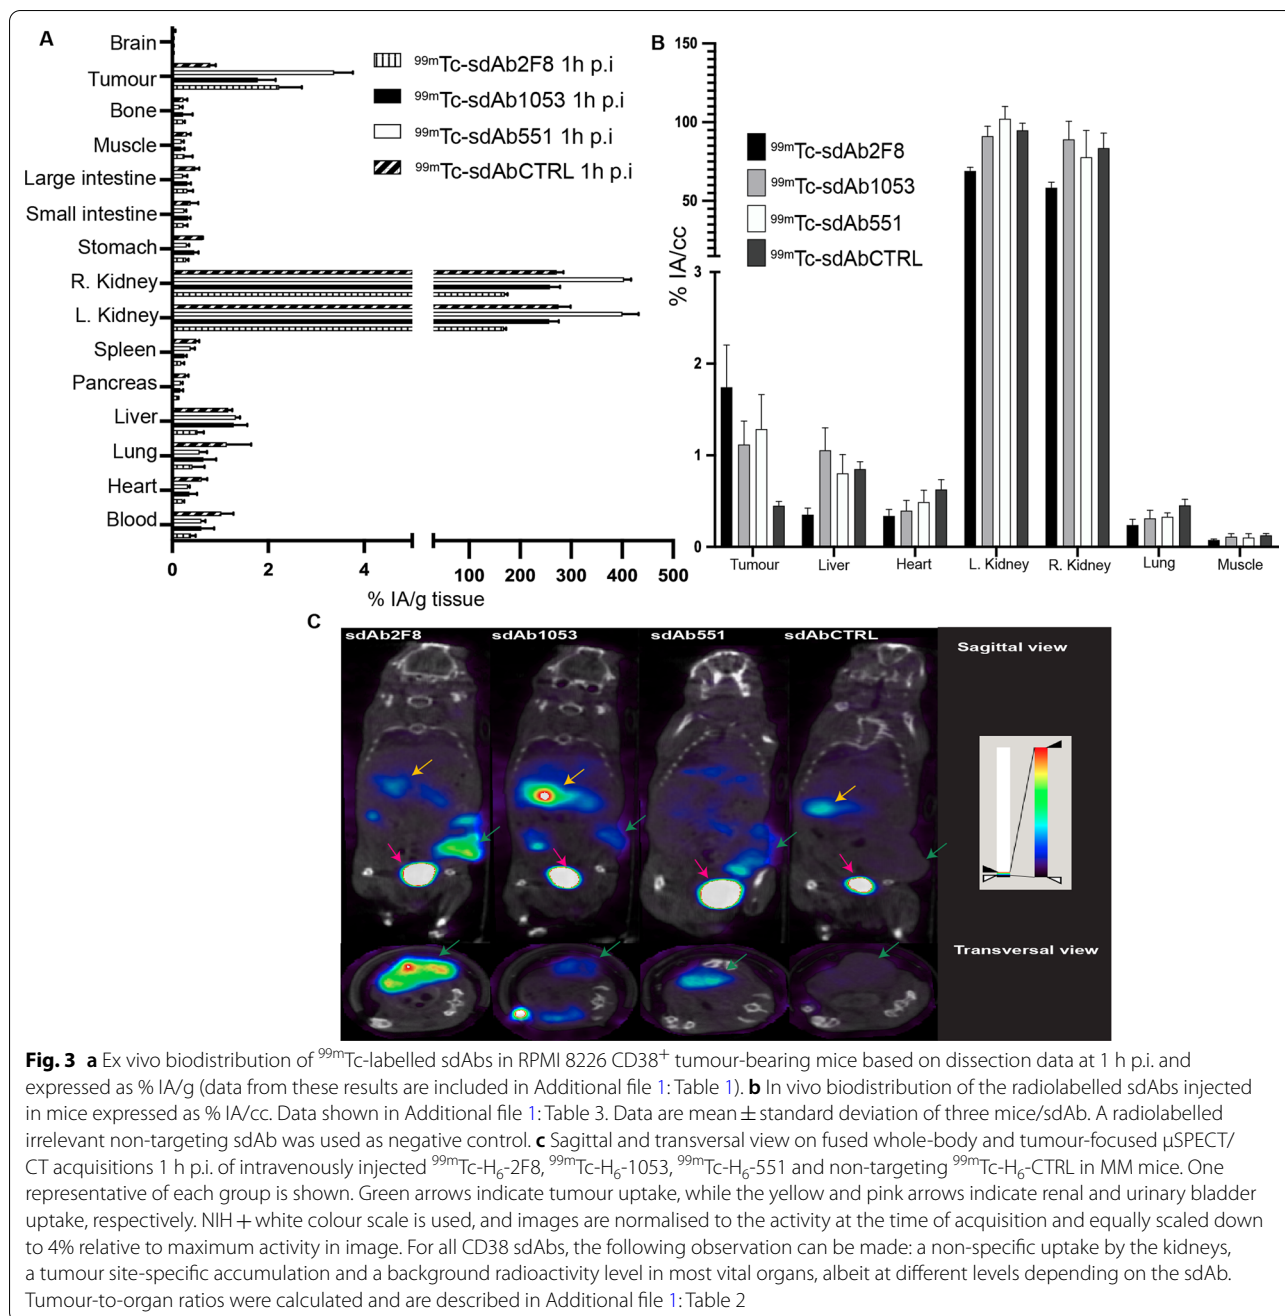 A
Brain
Tumour
Bone
Muscle
Large intestine
Small intestine
Stomach
R. Kidney
L. Kidney
Spleen
Pancreas
Liver
Lung
Heart
Blood
99mTc-sdAb2F8 1h p.i
99mTc-sdAb1053 1h p.i
99mTc-sdAb551 1h p.i
99mTc-sdAbCTRL 1h p.i
0 2 4 100 200 300 400 500
% IA/g tissue
B
150
100
50
3
2
1
0
% IA/cc
99mTc-sdAb2F8
99mTc-sdAb1053
99mTc-sdAb551
99mTc-sdAbCTRL
Tumour Liver Heart L. Kidney R. Kidney Lung Muscle
C
sdAb2F8 sdAb1053 sdAb551 sdAbCTRL
Sagittal view
Transversal view
Fig. 3 a Ex vivo biodistribution of 99mTc-labelled sdAbs in RPMI 8226 CD38+ tumour-bearing mice based on dissection data at 1 h p.i. and
expressed as % IA/g (data from these results are included in Additional file 1: Table 1). b In vivo biodistribution of the radiolabelled sdAbs injected
in mice expressed as % IA/cc. Data shown in Additional file 1: Table 3. Data are mean ± standard deviation of three mice/sdAb. A radiolabelled
irrelevant non-targeting sdAb was used as negative control. c Sagittal and transversal view on fused whole-body and tumour-focused µSPECT/
CT acquisitions 1 h p.i. of intravenously injected 99mTc-H6-2F8, 99mTc-H6-1053, 99mTc-H6-551 and non-targeting 99mTc-H6-CTRL in MM mice. One
representative of each group is shown. Green arrows indicate tumour uptake, while the yellow and pink arrows indicate renal and urinary bladder
uptake, respectively. NIH + white colour scale is used, and images are normalised to the activity at the time of acquisition and equally scaled down
to 4% relative to maximum activity in image. For all CD38 sdAbs, the following observation can be made: a non-specific uptake by the kidneys,
a tumour site-specific accumulation and a background radioactivity level in most vital organs, albeit at different levels depending on the sdAb.
Tumour-to-organ ratios were calculated and are described in Additional file 1: Table 2